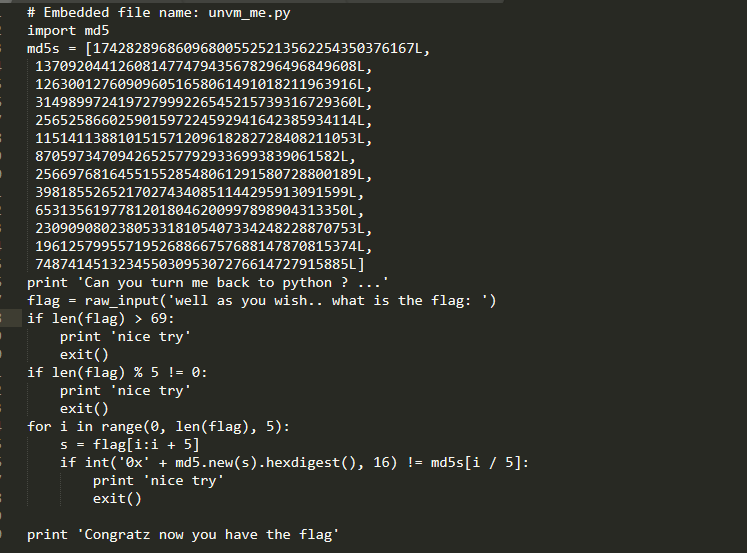 # Embedded file name: unvm_me.py
import md5
md5s = [174282896860968005525213562254350376167L,
 137092044126081477479435678296496849608L,
 126300127609096051658061491018211963916L,
 314989972419727999226545215739316729360L,
 256525866025901597224592941642385934114L,
 115141138810151571209618282728408211053L,
 8705973470942652577929336993839061582L,
 256697681645515528548061291580728800189L,
 39818552652170274340851144295913091599L,
 65313561977812018046200997898904313350L,
 230909080238053318105407334248228870753L,
 196125799557195268866757688147870815374L,
 74874145132345503095307276614727915885L]
print 'Can you turn me back to python ? ...'
flag = raw_input('well as you wish.. what is the flag: ')
if len(flag) > 69:
    print 'nice try'
    exit()
if len(flag) % 5 != 0:
    print 'nice try'
    exit()
for i in range(0, len(flag), 5):
    s = flag[i:i + 5]
    if int('0x' + md5.new(s).hexdigest(), 16) != md5s[i / 5]:
        print 'nice try'
        exit()

print 'Congratz now you have the flag'